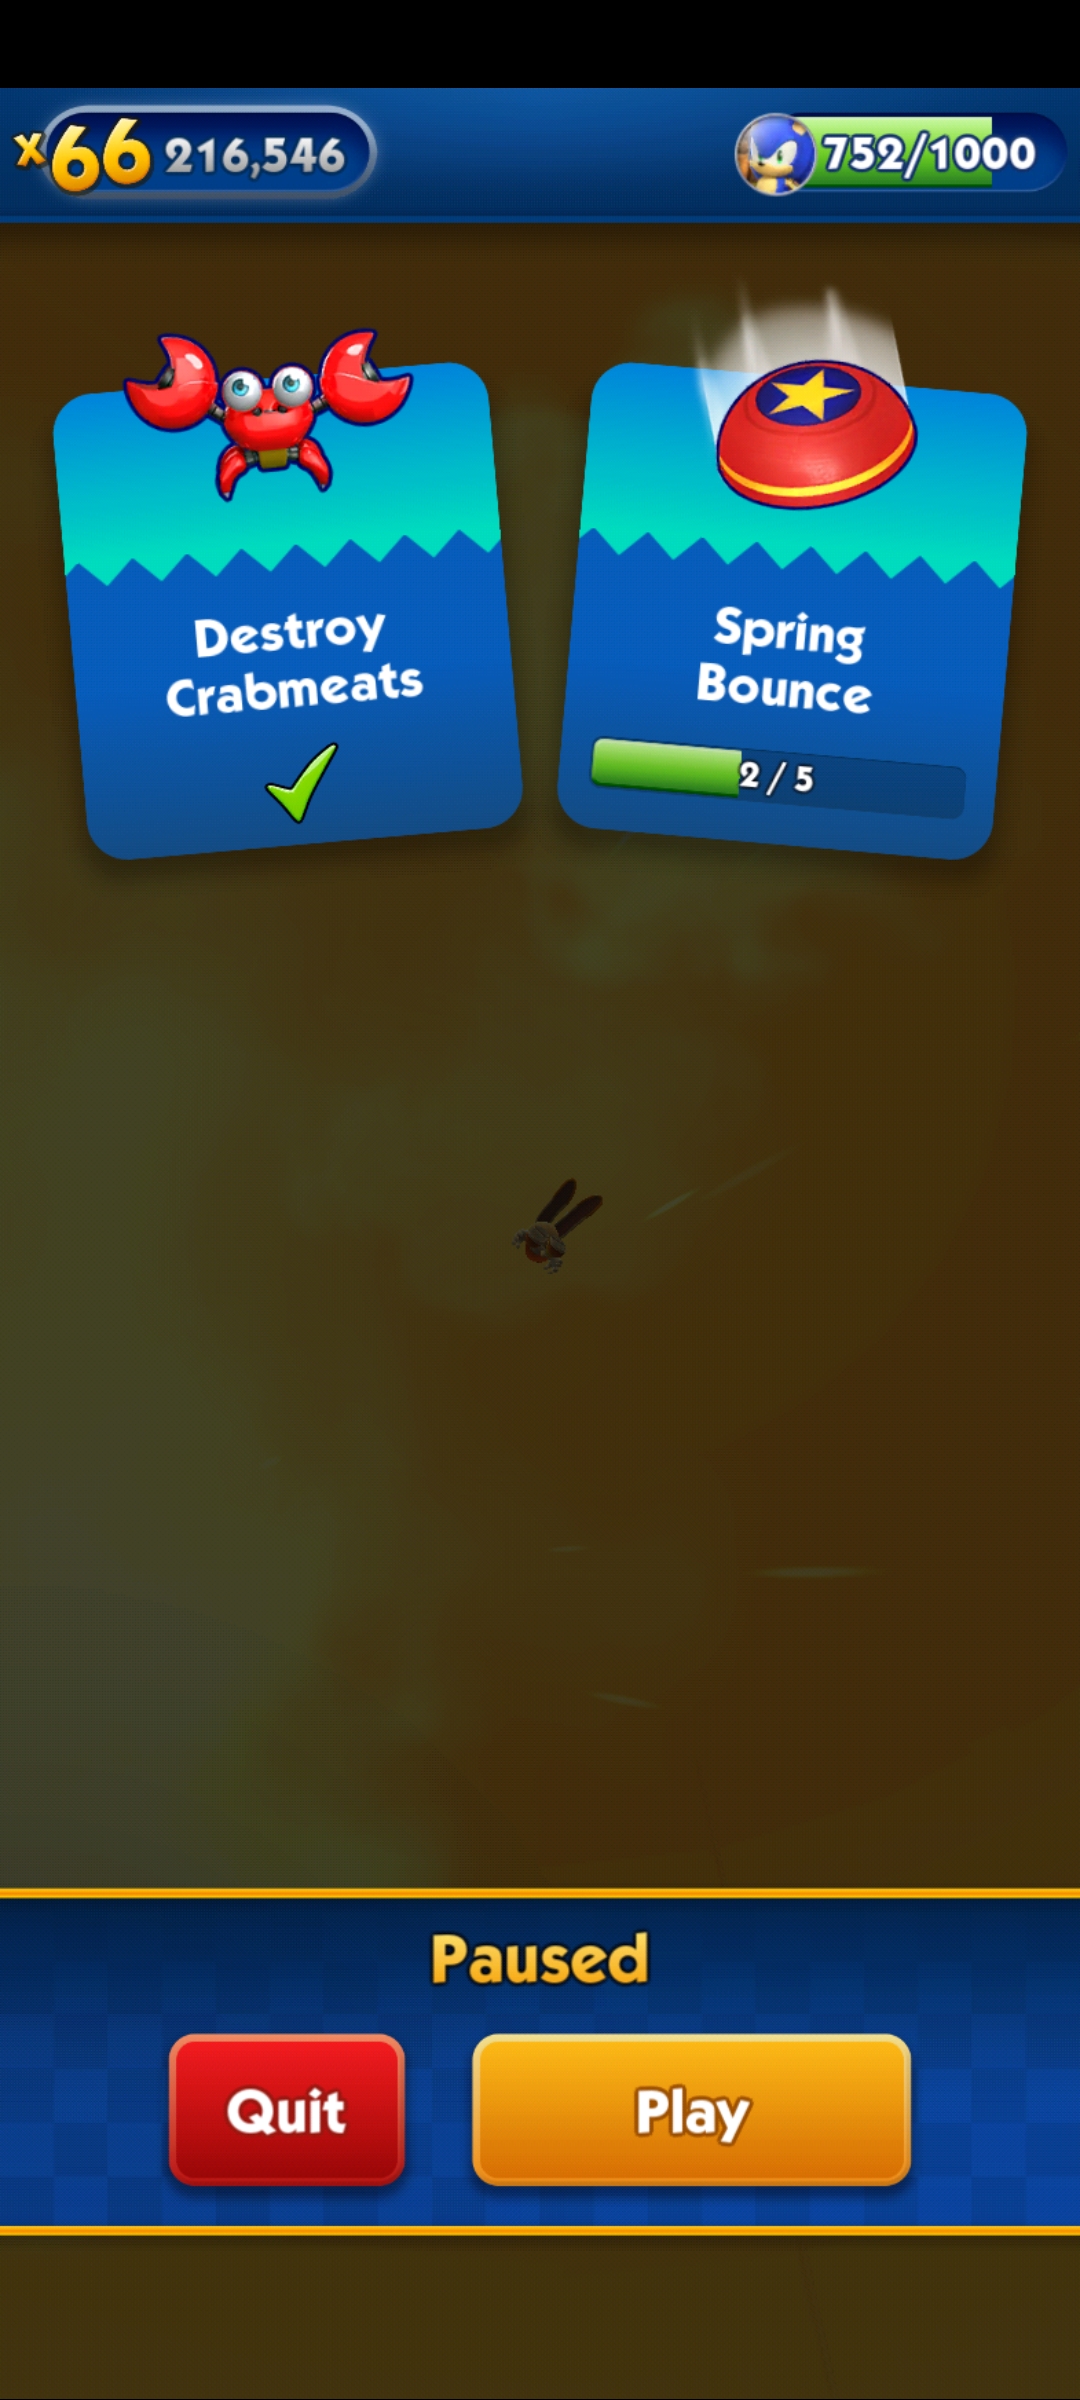 x66 216,546
752/1000
Destroy
Crabmeats
Spring
Bounce
2 / 5
Paused
Quit
Play